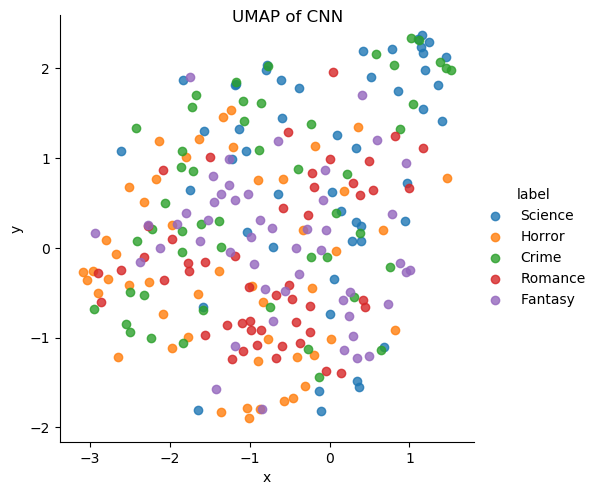 UMAP of CNN
2
1
0
−1
−2
y
−3
−2
−1
0
1
x
label
Science
Horror
Crime
Romance
Fantasy